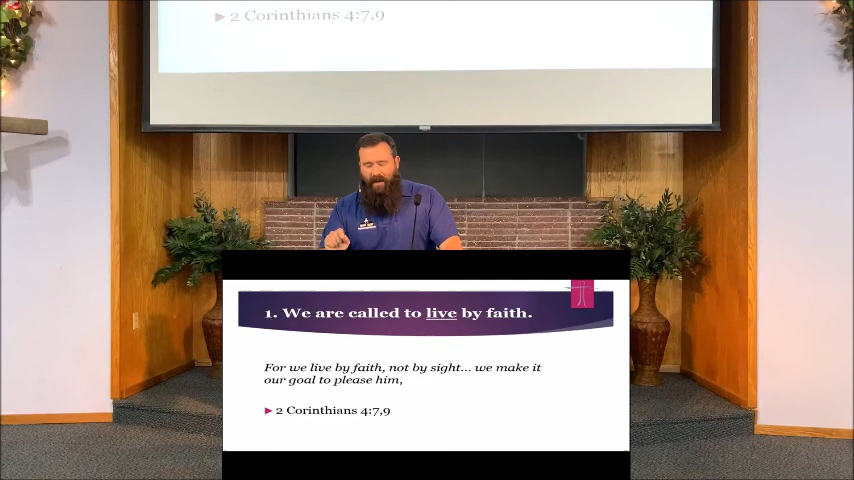 ▶ 2 Corinthians 4:7,9
1. We are called to live by faith.
For we live by faith, not by sight... we make it
our goal to please him,
▶ 2 Corinthians 4:7,9